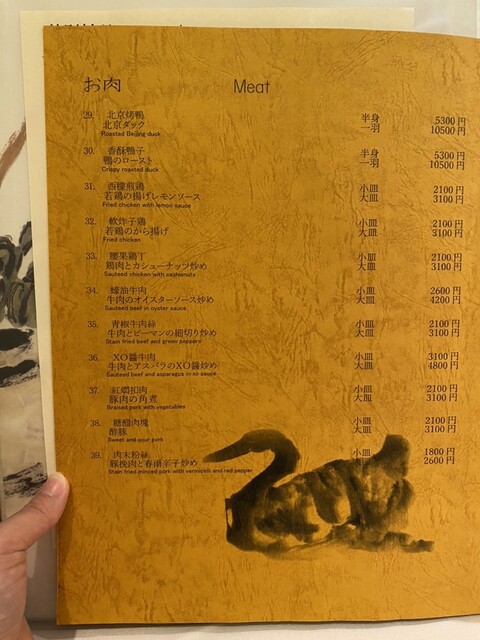 お肉 Meat
29. 北京烤鴨 半身 5300円
北京ダック 一羽 10500円
Roasted Beijing duck
30. 香酥鴨子 半身 5300円
鴨のロースト 一羽 10500円
Crispy roasted duck
31. 西檬煎鶏 小皿 2100円
若鶏の揚げレモンソース 大皿 3100円
Fried chicken with lemon sauce
32. 軟炸子鶏 小皿 2100円
若鶏のから揚げ 大皿 3100円
Fried chicken
33. 腰果鶏丁 小皿 2100円
鶏肉とカシューナッツ炒め 大皿 3100円
Sauteed chicken with cashewnuts
34. 蠔油牛肉 小皿 2600円
牛肉のオイスターソース炒め 大皿 4200円
Sauteed beef in oyster sauce
35. 青椒牛肉絲 小皿 2100円
牛肉とピーマンの細切り炒め 大皿 3100円
Stain fried beef and green peppers
36. XO醤牛肉 小皿 3100円
牛肉とアスパラのXO醤炒め 大皿 4800円
Sauteed beef and asparagus in xo sauce
37. 紅燜扣肉 小皿 2100円
豚肉の角煮 大皿 3100円
Braised pork with vegetables
38. 糖醋肉塊 小皿 2100円
酢豚 大皿 3100円
Sweet and sour pork
39. 肉末粉絲 小皿 1800円
豚挽肉と春雨辛子炒め 大皿 2600円
Stain fried minced pork with vermicelli and red pepper